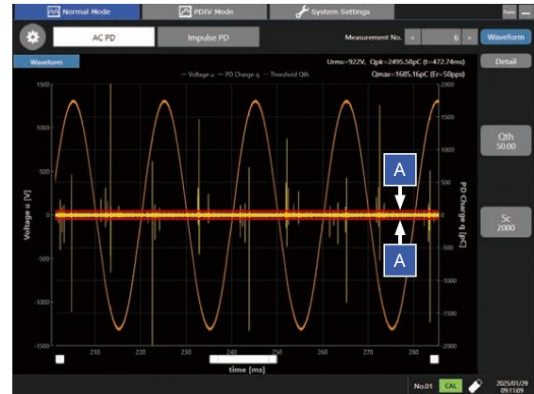 Normal Mode PDIV Mode System Settings
AC PD Impulse PD Measurement No. < 6 > Waveform
Waveform Urms=922V, Qpk=2495.58pC (t=472.74ms) Detail
Voltage u PD Charge q Threshold Qth Qmax=1685.16pC (Er=50pps)
1500 2000
1000 1500
1000
500 500
0 0
-500 -500
-1000
-1000 -1500
-1500 -2000
Voltage u [V]
PD Charge q [pC]
A
A
Qth
50.00
Sc
2000
210 220 230 240 250 260 270 280
time [ms]
No.01 CAL 2025/01/29
09:11:09